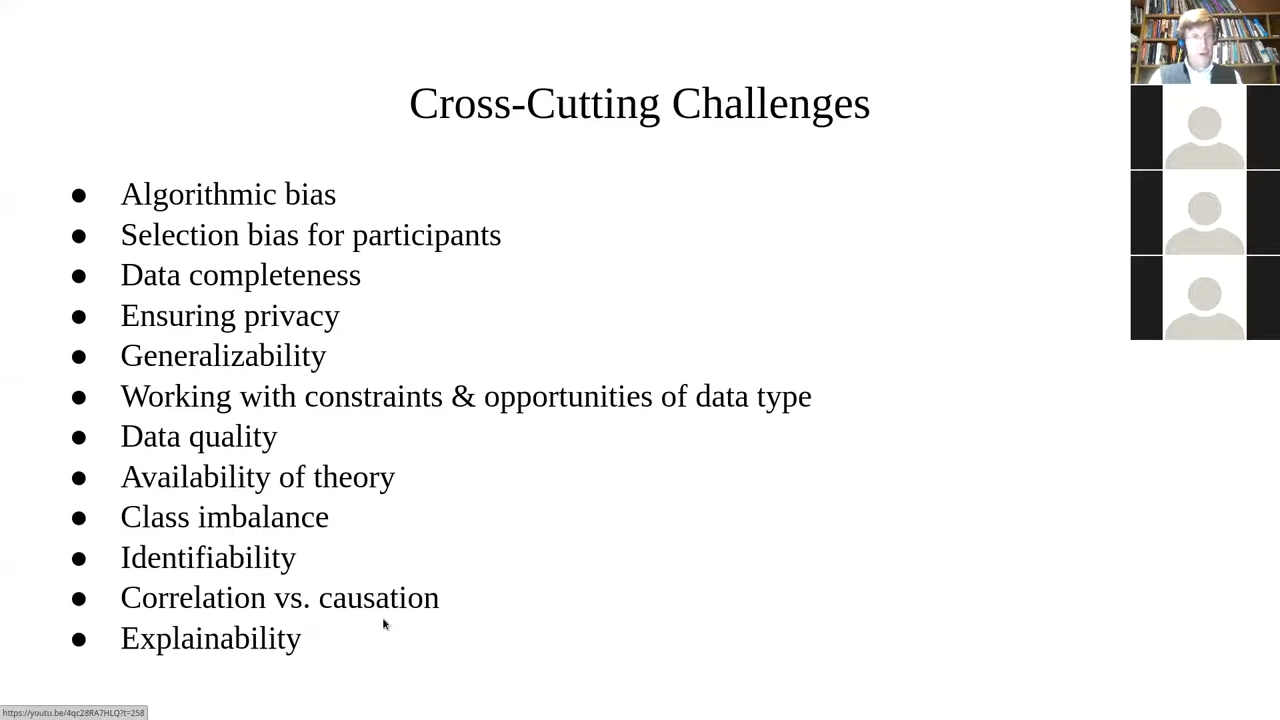 Cross-Cutting Challenges
● Algorithmic bias
● Selection bias for participants
● Data completeness
● Ensuring privacy
● Generalizability
● Working with constraints & opportunities of data type
● Data quality
● Availability of theory
● Class imbalance
● Identifiability
● Correlation vs. causation
● Explainability
https://youtu.be/4qc28RA7HLQ?t=258